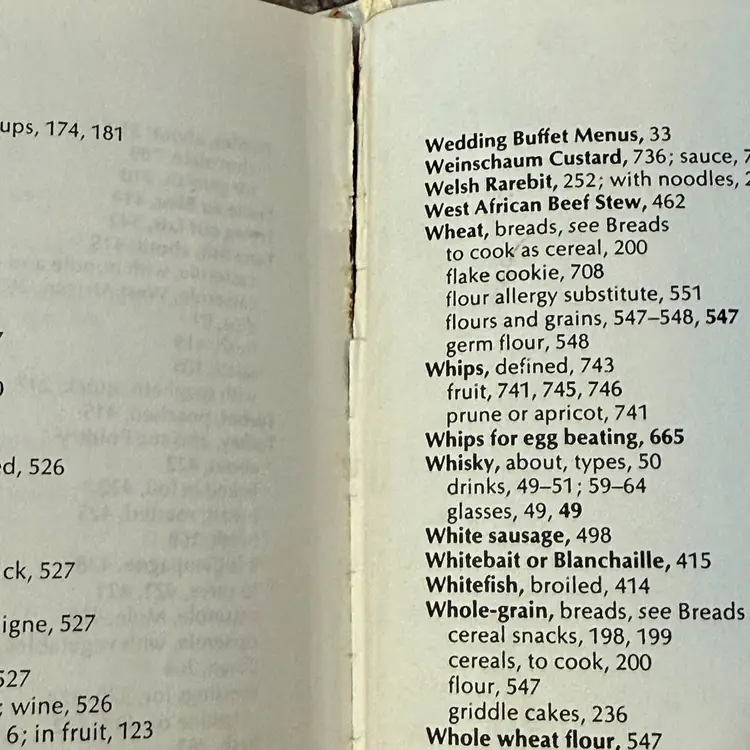 ups, 174, 181
ed, 526
ck, 527
igne, 527
527
; wine, 526
6; in fruit, 123
Wedding Buffet Menus, 33
Weinschaum Custard, 736; sauce, 7
Welsh Rarebit, 252; with noodles, 2
West African Beef Stew, 462
Wheat, breads, see Breads
to cook as cereal, 200
flake cookie, 708
flour allergy substitute, 551
flours and grains, 547–548, 547
germ flour, 548
Whips, defined, 743
fruit, 741, 745, 746
prune or apricot, 741
Whips for egg beating, 665
Whisky, about, types, 50
drinks, 49–51; 59–64
glasses, 49, 49
White sausage, 498
Whitebait or Blanchaille, 415
Whitefish, broiled, 414
Whole-grain, breads, see Breads
cereal snacks, 198, 199
cereals, to cook, 200
flour, 547
griddle cakes, 236
Whole wheat flour, 547